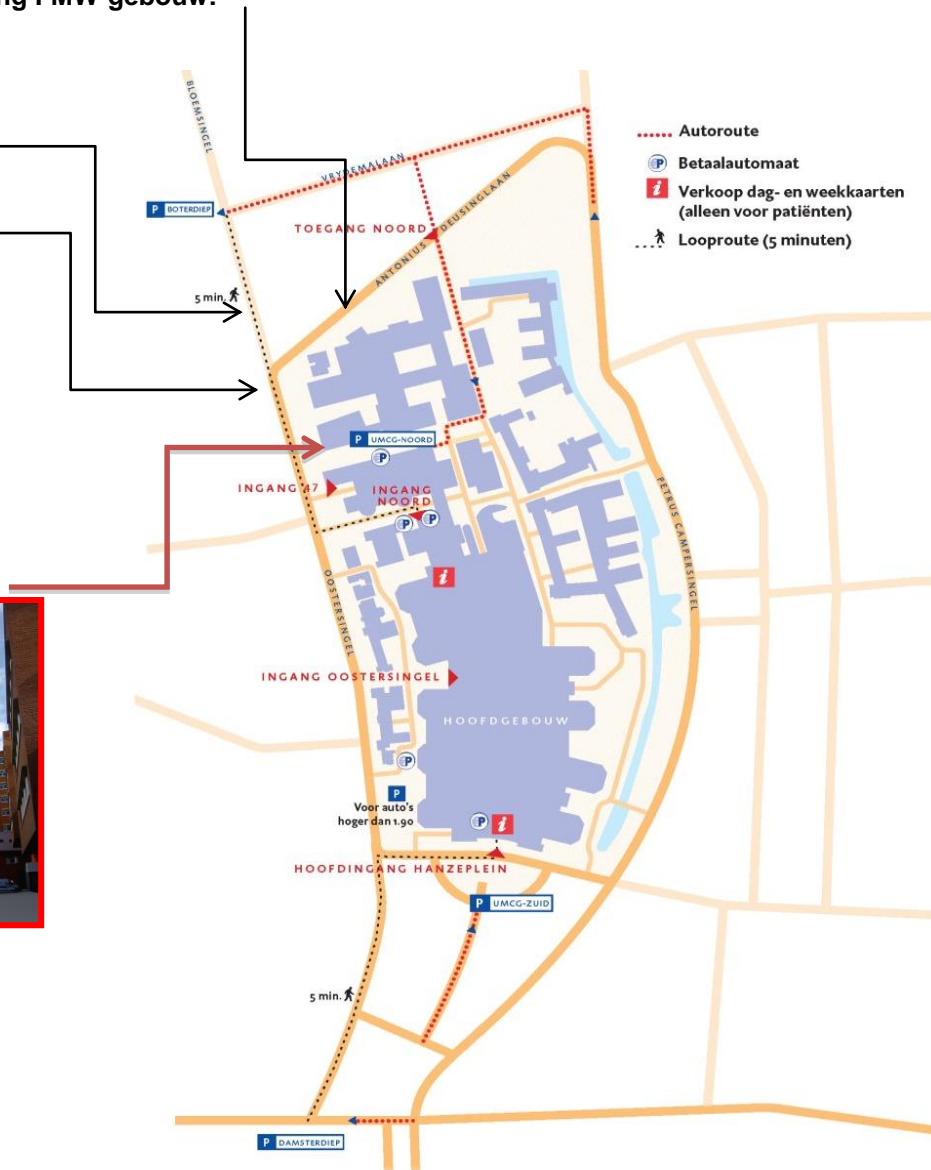 gebouw:
BLOEMSINGEL
Autoroute
Betaalautomaat
i Verkoop dag- en weekkaarten
(alleen voor patiënten)
Looproute (5 minuten)
VRYDEMALAAN
P BOTERDIEP
TOEGANG NOORD
ANTONIUS DEUSINGLAAN
5 min.
P UMCG-NOORD
P
INGANG 47
INGANG
NOORD
P P
PETRUS CAMPERSINGEL
OOSTERSINGEL
i
INGANG OOSTERSINGEL
HOOFDGEBOUW
P
P
Voor auto's
hoger dan 1.90
P i
HOOFDINGANG HANZEPLEIN
P UMCG-ZUID
5 min.
P DAMSTERDIEP